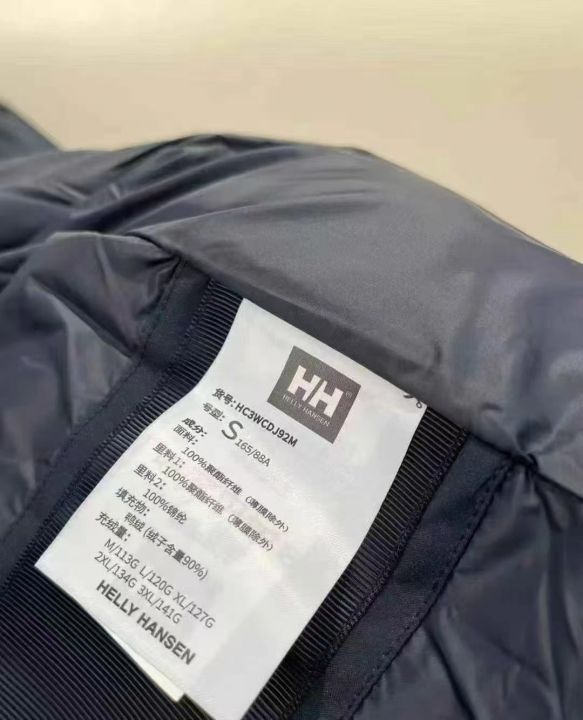 HH®
HELLY HANSEN
货号: HC3WCDJ92M
号型: S 165/88A
成分:
面料: 100%聚酯纤维（薄膜除外）
里料1: 100%聚酯纤维（薄膜除外）
里料2: 100%锦纶
填充物: 鸭绒（绒子含量90%）
充绒量:
M/113G L/120G XL/127G
2XL/134G 3XL/141G
HELLY HANSEN